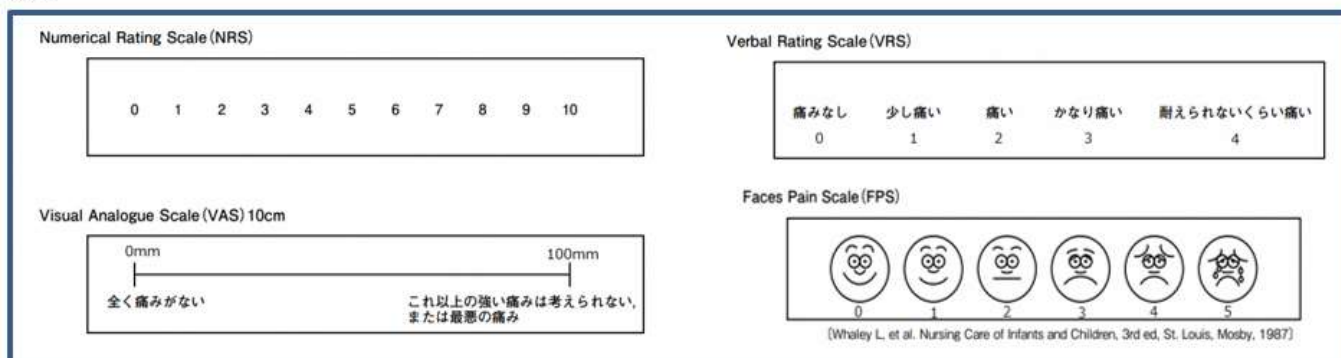 Numerical Rating Scale(NRS)
0 1 2 3 4 5 6 7 8 9 10
Visual Analogue Scale(VAS)10cm
0mm 100mm
全く痛みがない
これ以上の強い痛みは考えられない,
または最悪の痛み
Verbal Rating Scale(VRS)
痛みなし 少し痛い 痛い かなり痛い 耐えられないくらい痛い
0 1 2 3 4
Faces Pain Scale(FPS)
0 1 2 3 4 5
〔Whaley L, et al. Nursing Care of Infants and Children, 3rd ed, St. Louis, Mosby, 1987〕